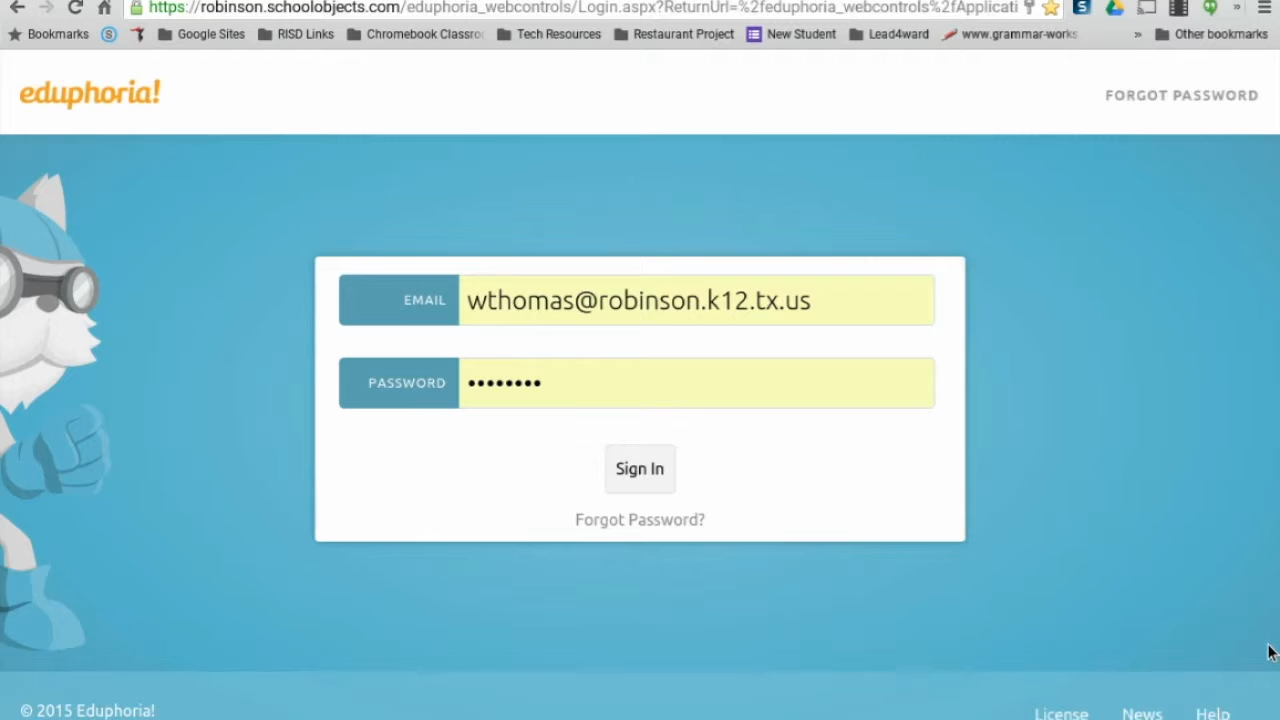 https://robinson.schoolobjects.com/eduphoria_webcontrols/Login.aspx?ReturnUrl=%2feduphoria_webcontrols%2fApplicati
Bookmarks Google Sites RISD Links Chromebook Classro Tech Resources Restaurant Project New Student Lead4ward www.grammar-works » Other bookmarks
eduphoria!
FORGOT PASSWORD
EMAIL wthomas@robinson.k12.tx.us
PASSWORD ••••••••
Sign In
Forgot Password?
© 2015 Eduphoria!
License News Help